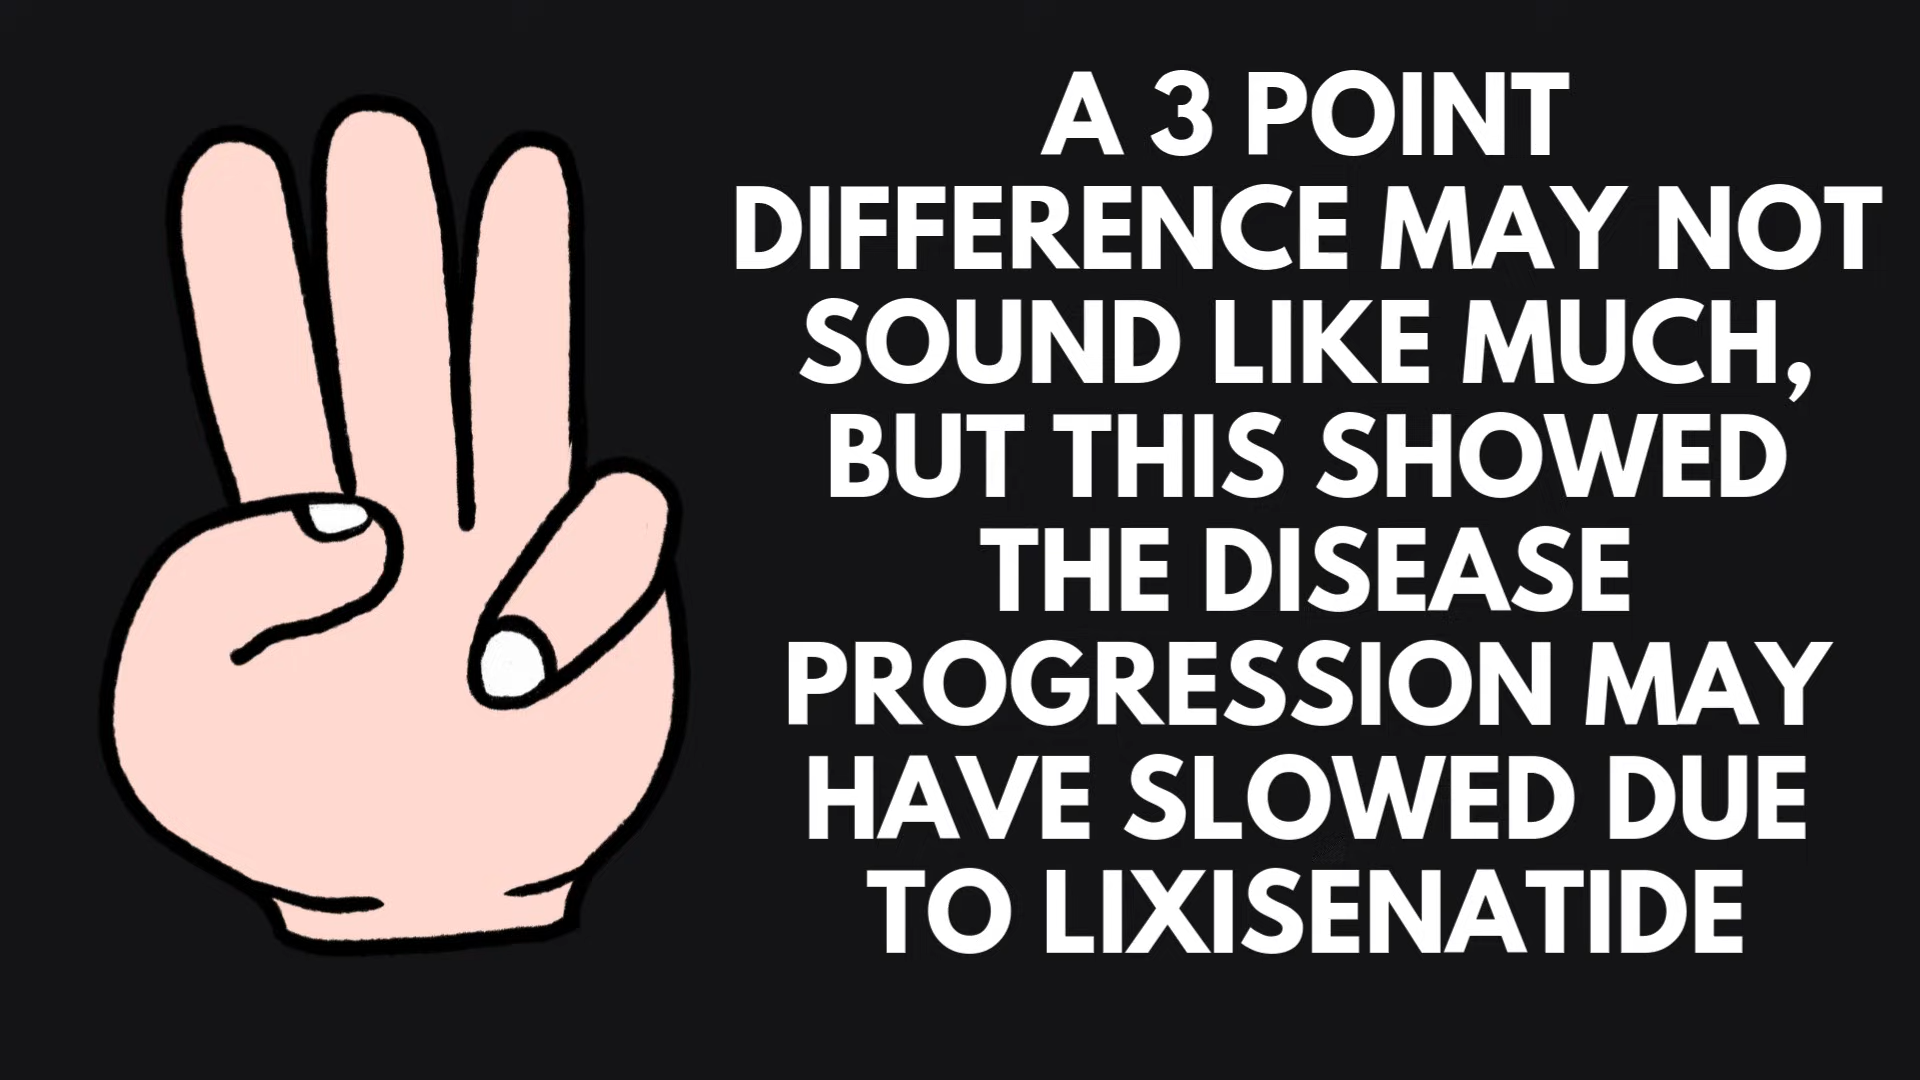 A 3 POINT
DIFFERENCE MAY NOT
SOUND LIKE MUCH,
BUT THIS SHOWED
THE DISEASE
PROGRESSION MAY
HAVE SLOWED DUE
TO LIXISENATIDE